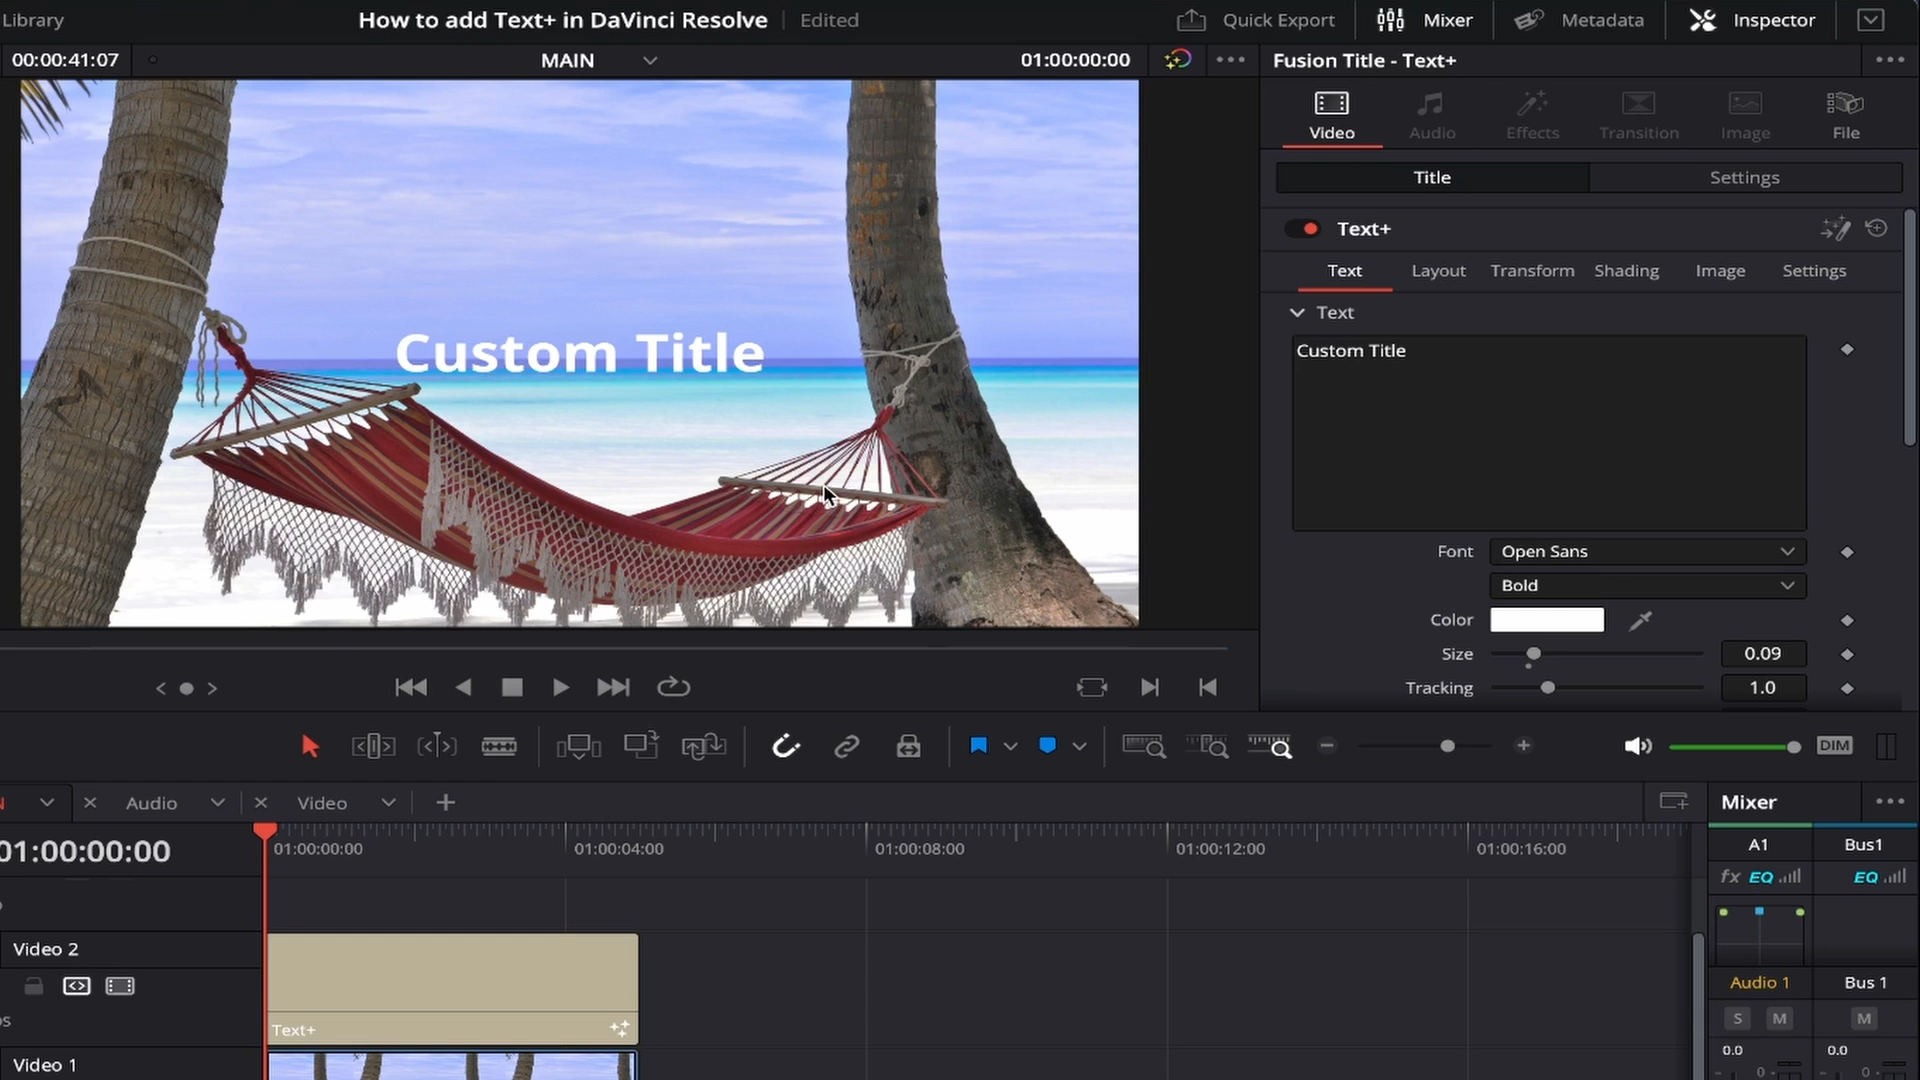 Library
How to add Text+ in DaVinci Resolve
Edited
Quick Export
Mixer
Metadata
Inspector
00:00:41:07
MAIN
01:00:00:00
Fusion Title - Text+
Video
Audio
Effects
Transition
Image
File
Title
Settings
Text+
Text
Layout
Transform
Shading
Image
Settings
Text
Custom Title
Custom Title
Font
Open Sans
Bold
Color
Size
0.09
Tracking
1.0
DIM
Audio
Video
Mixer
01:00:00:00
01:00:00:00
01:00:04:00
01:00:08:00
01:00:12:00
01:00:16:00
A1
Bus1
fx EQ
EQ
Video 2
Text+
Video 1
Audio 1
Bus 1
S
M
M
0.0
0.0
0
0